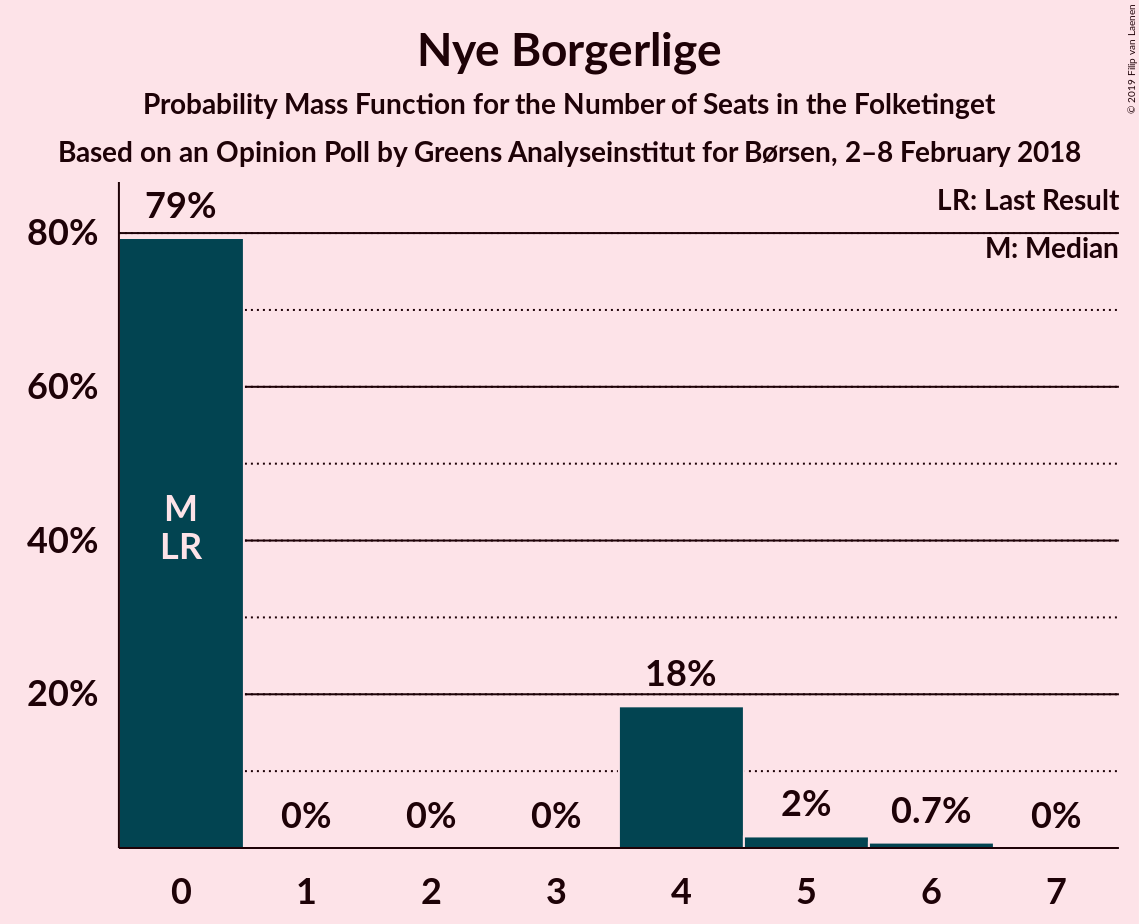 Nye Borgerlige
Probability Mass Function for the Number of Seats in the Folketinget
Based on an Opinion Poll by Greens Analyseinstitut for Børsen, 2–8 February 2018
© 2019 Filip van Laenen
LR: Last Result
M: Median
80%
60%
40%
20%
79%
M
LR
0%
0%
0%
18%
2%
0.7%
0%
0 1 2 3 4 5 6 7